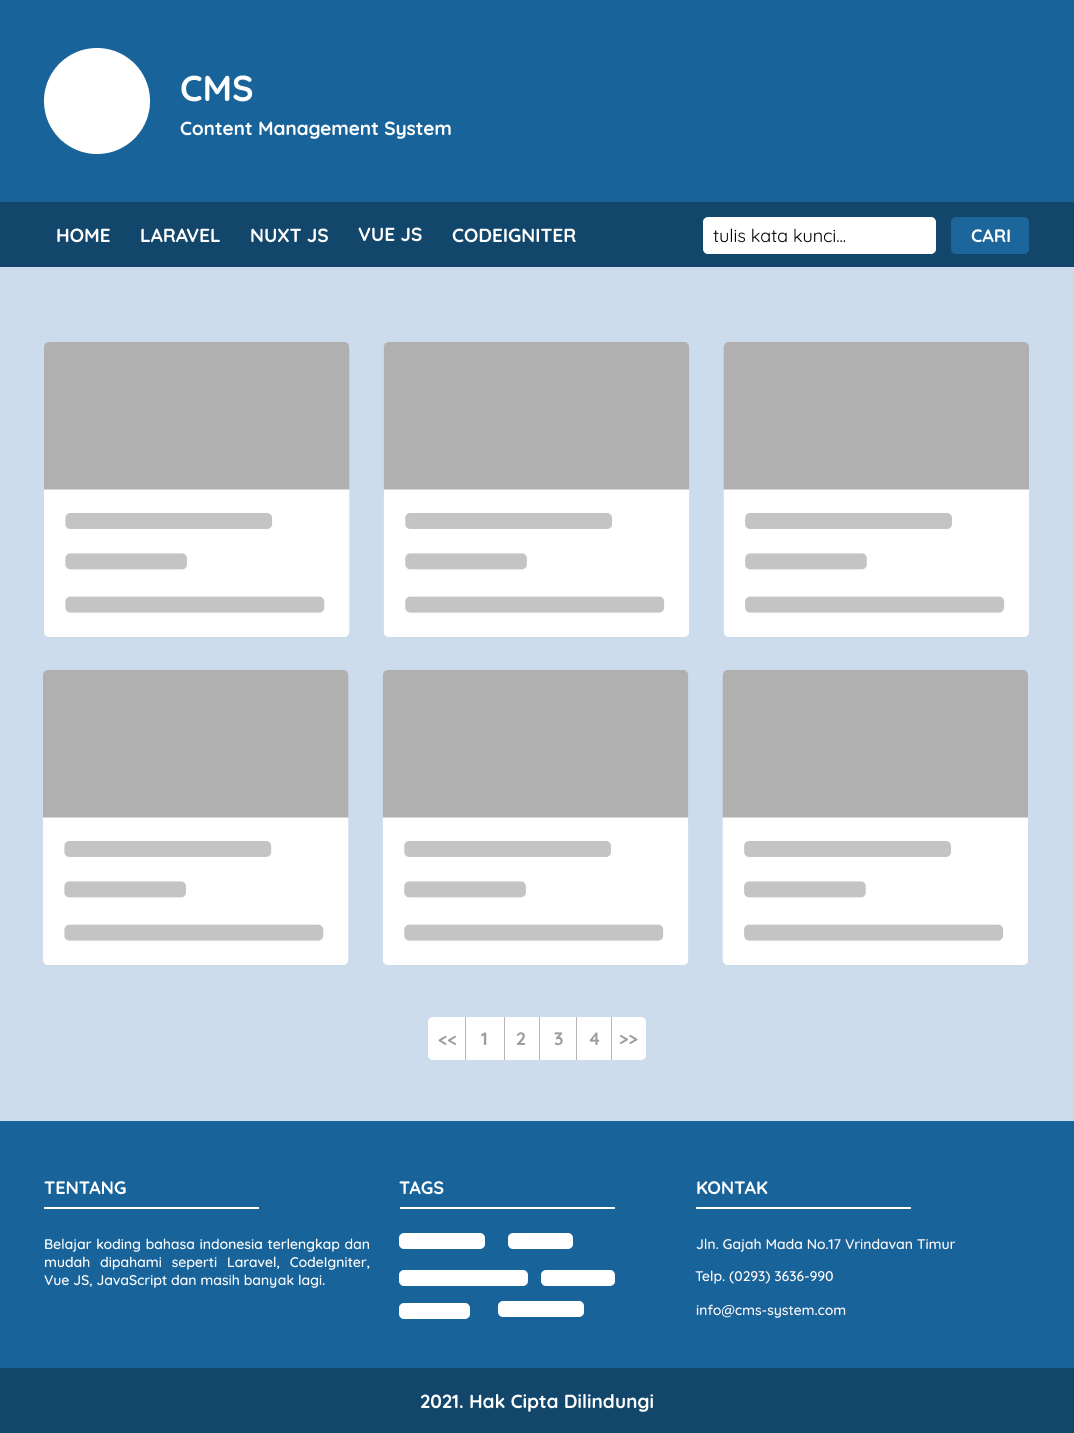 CMS
Content Management System
HOME LARAVEL NUXT JS VUE JS CODEIGNITER tulis kata kunci... CARI
<< 1 2 3 4 >>
TENTANG
Belajar koding bahasa indonesia terlengkap dan
mudah dipahami seperti Laravel, CodeIgniter,
Vue JS, JavaScript dan masih banyak lagi.
TAGS
KONTAK
Jln. Gajah Mada No.17 Vrindavan Timur
Telp. (0293) 3636-990
info@cms-system.com
2021. Hak Cipta Dilindungi